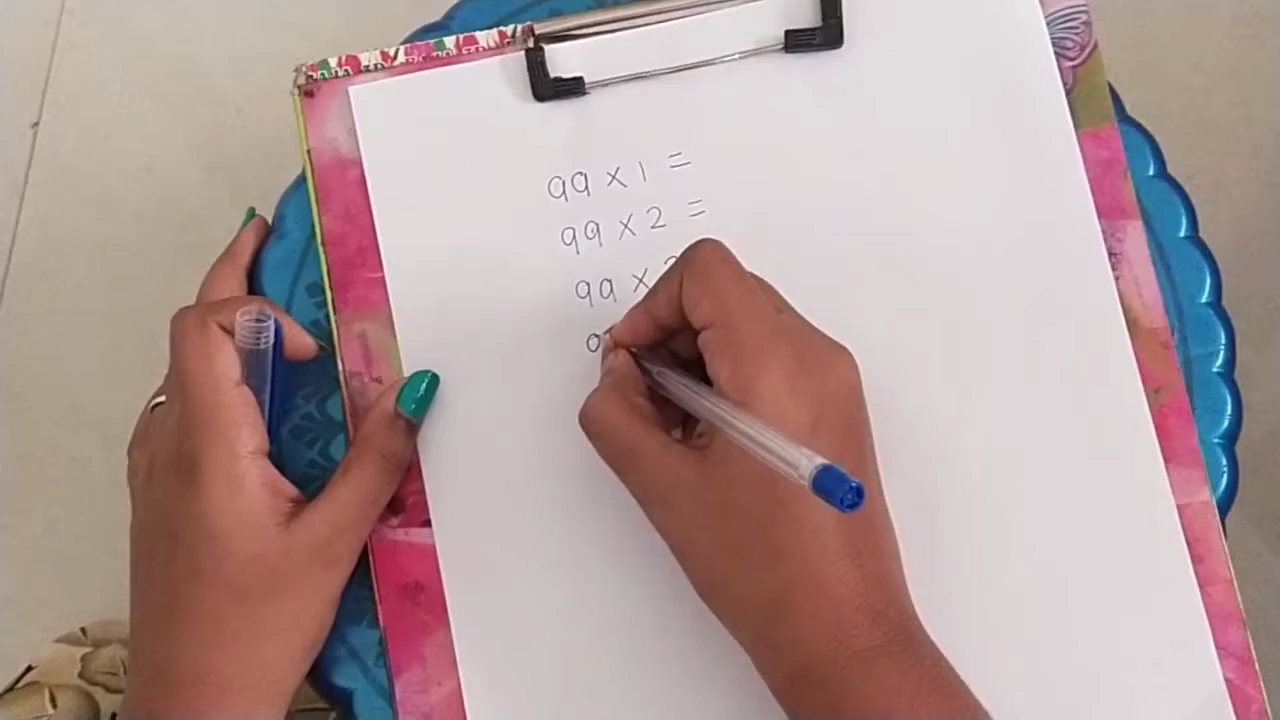 99 x 1 =
99 x 2 =
99 x